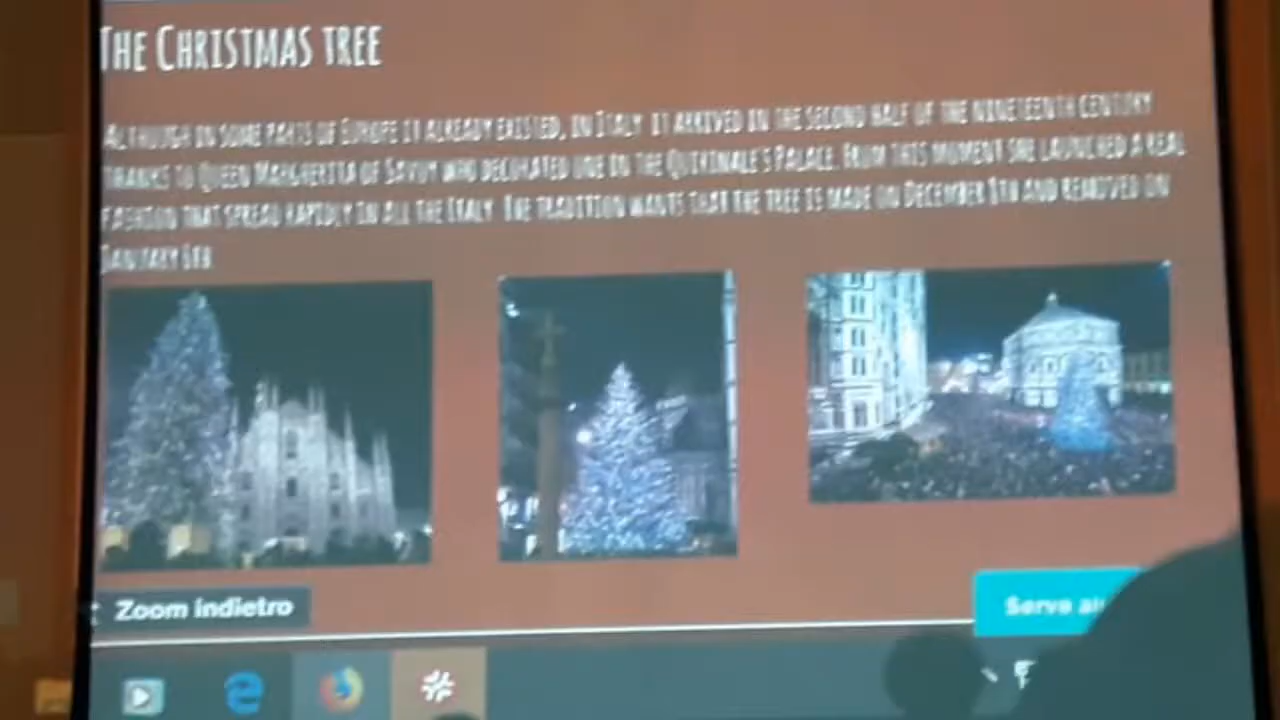 THE CHRISTMAS TREE
ALTHOUGH IN SOME PARTS OF EUROPE IT ALREADY EXISTED, IN ITALY IT ARRIVED IN THE SECOND HALF OF THE NINETEENTH CENTURY
THANKS TO QUEEN MARGHERITA OF SAVOY WHO DECORATED ONE IN THE QUIRINALE'S PALACE. FROM THIS MOMENT SHE LAUNCHED A REAL
FASHION THAT SPREAD RAPIDLY IN ALL THE ITALY THE TRADITION WANTS THAT THE TREE IS MADE ON DECEMBER 8TH AND REMOVED ON
JANUARY 6TH
Zoom indietro
Serve